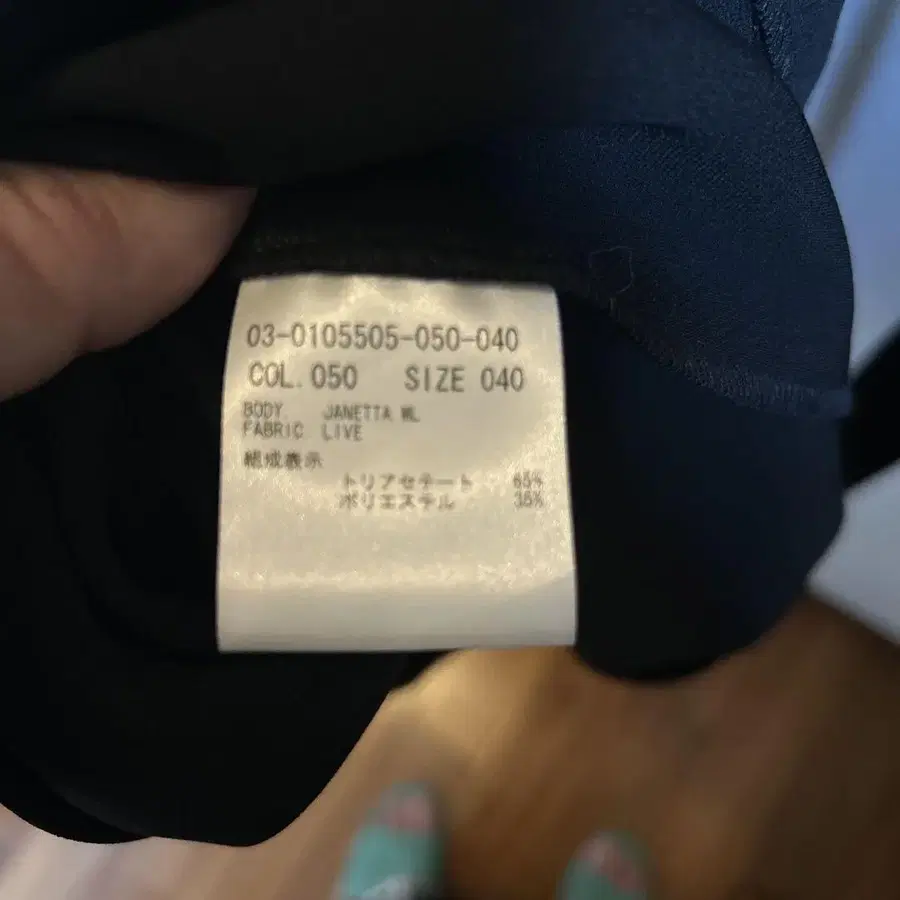 03-0105505-050-040
COL. 050 SIZE 040
BODY. JANETTA WL
FABRIC. LIVE
組成表示
トリアセテート 65%
ポリエステル 35%